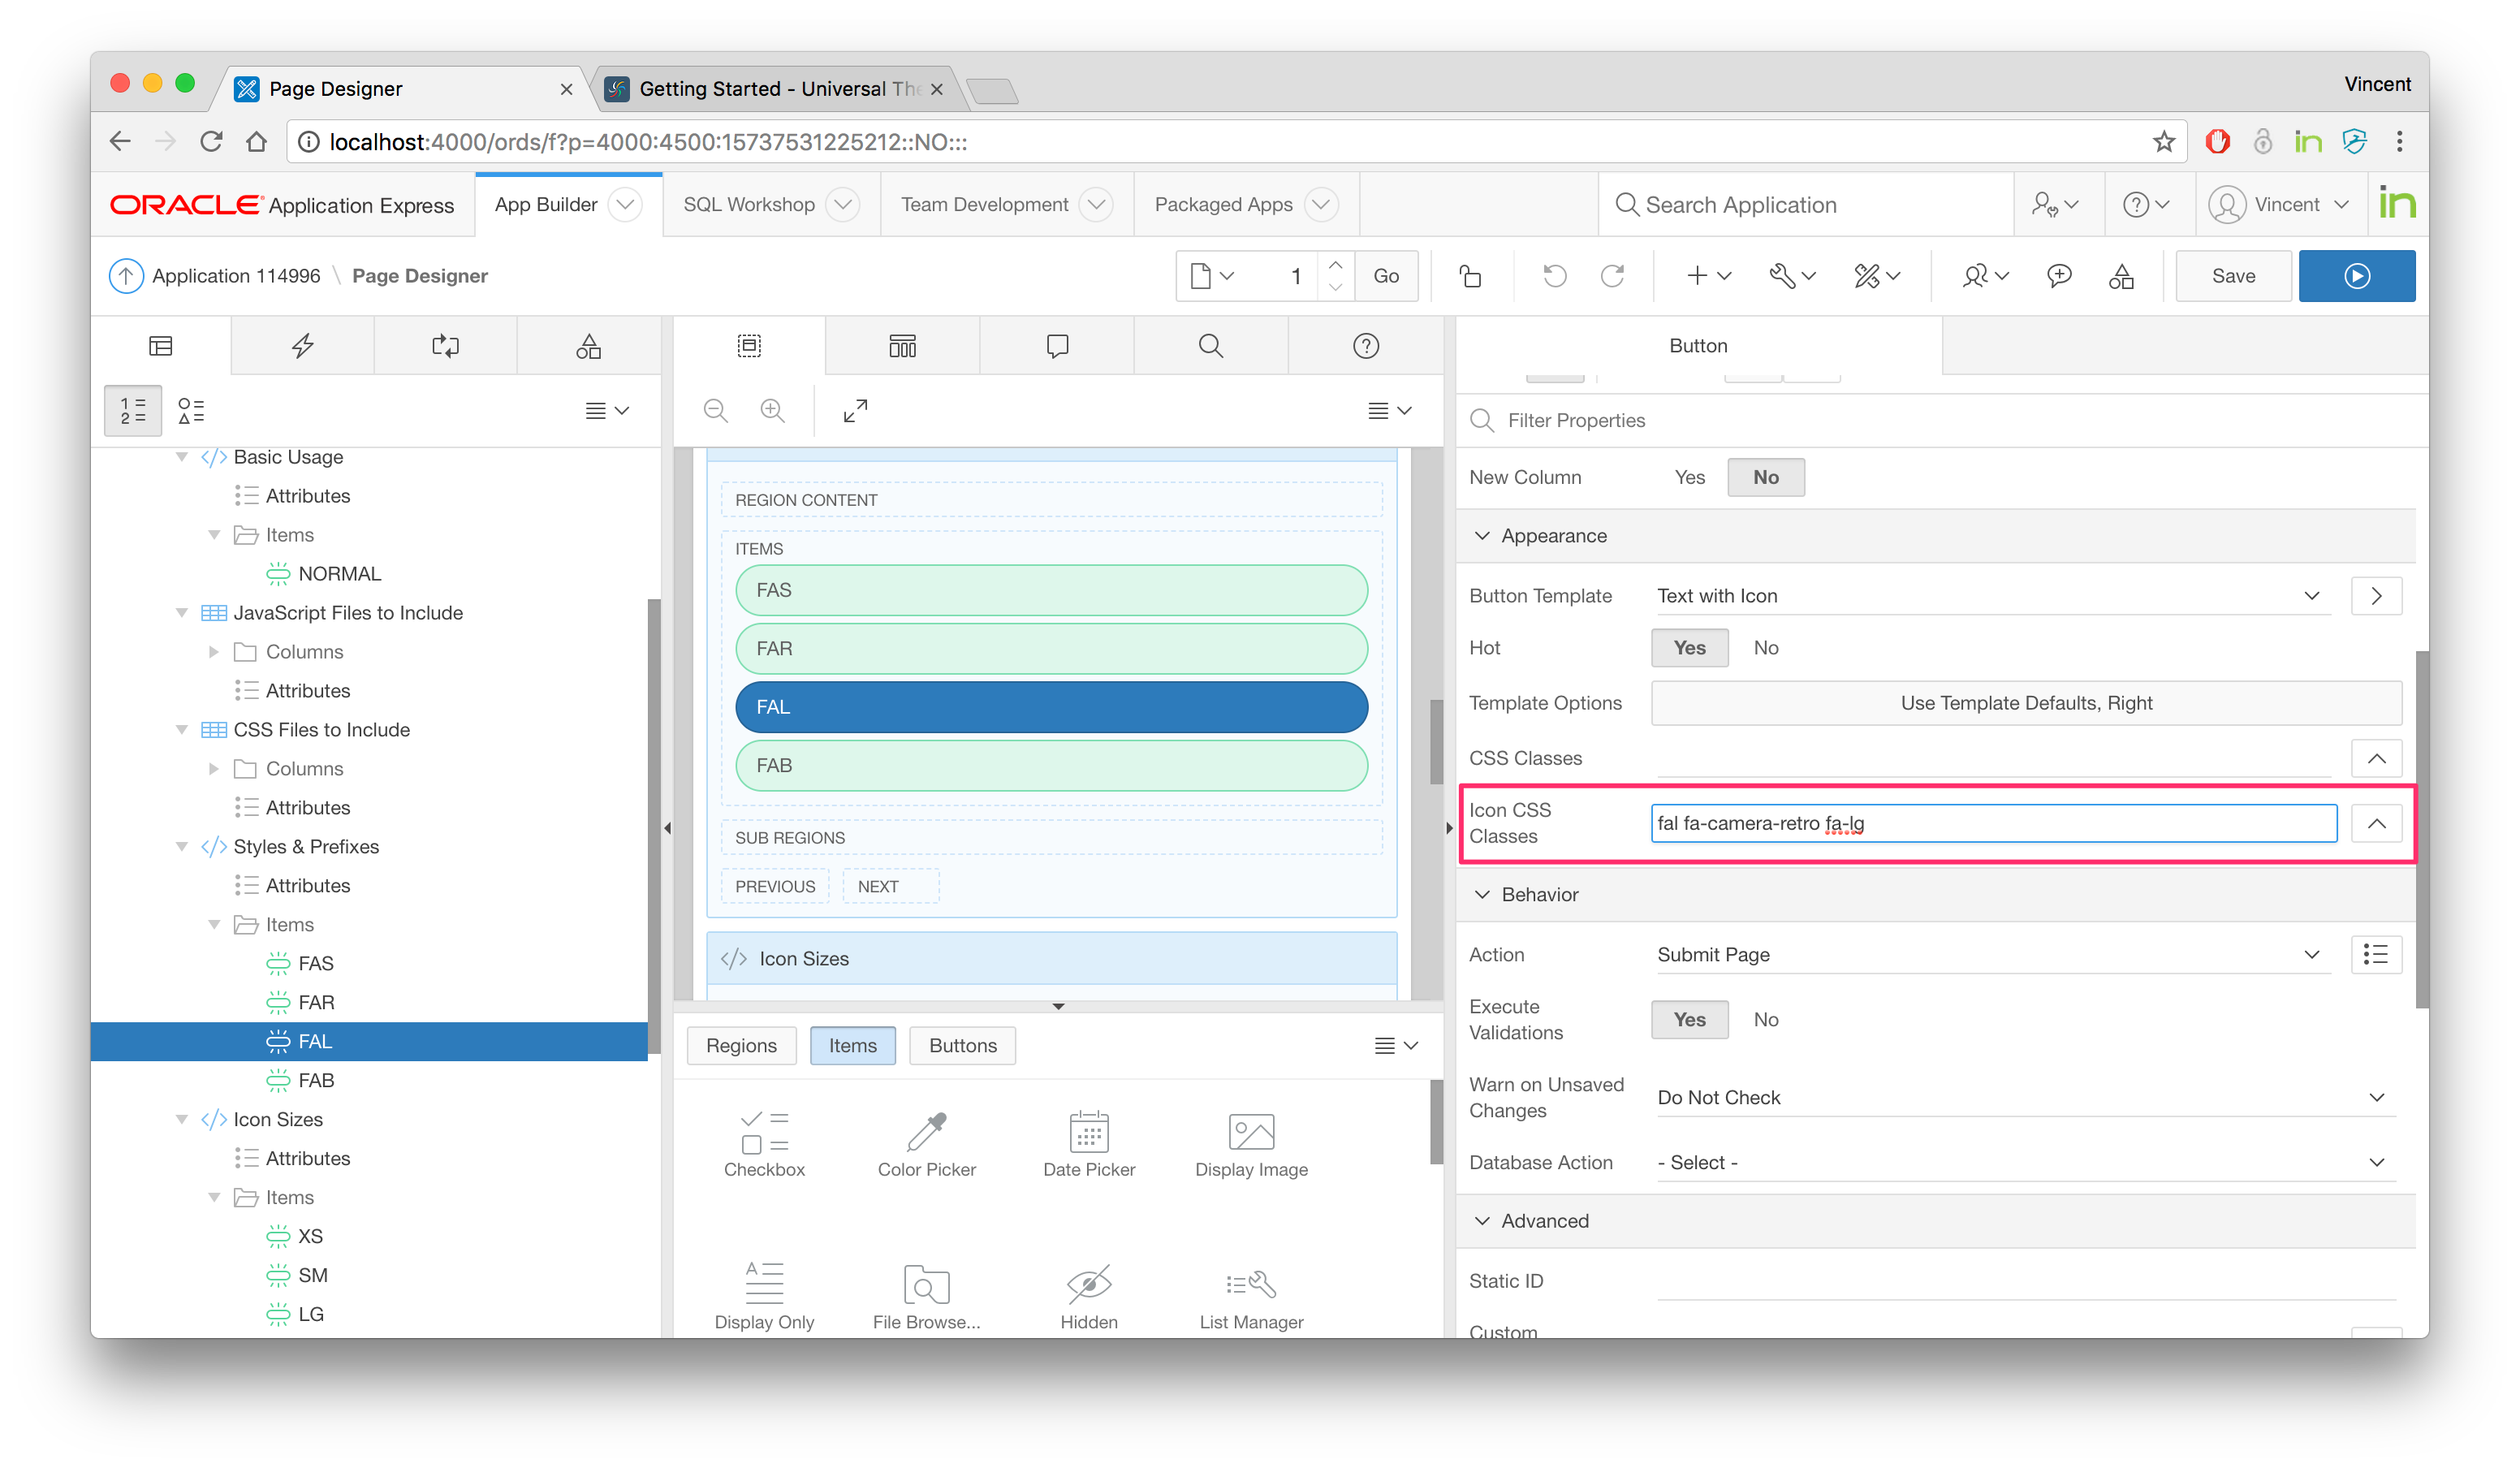 Page Designer
Getting Started - Universal The
Vincent
localhost:4000/ords/f?p=4000:4500:15737531225212::NO:::
in
ORACLE Application Express
App Builder
SQL Workshop
Team Development
Packaged Apps
Search Application
Vincent
in
Application 114996 \ Page Designer
1
Go
Save
1
2
Basic Usage
Attributes
Items
NORMAL
JavaScript Files to Include
Columns
Attributes
CSS Files to Include
Columns
Attributes
Styles & Prefixes
Attributes
Items
FAS
FAR
FAL
FAB
Icon Sizes
Attributes
Items
XS
SM
LG
REGION CONTENT
ITEMS
FAS
FAR
FAL
FAB
SUB REGIONS
PREVIOUS
NEXT
Icon Sizes
Regions
Items
Buttons
Checkbox
Color Picker
Date Picker
Display Image
Display Only
File Browse...
Hidden
List Manager
Button
Filter Properties
New Column
Yes
No
Appearance
Button Template
Text with Icon
Hot
Yes
No
Template Options
Use Template Defaults, Right
CSS Classes
Icon CSS
Classes
fal fa-camera-retro fa-lg
Behavior
Action
Submit Page
Execute
Validations
Yes
No
Warn on Unsaved
Changes
Do Not Check
Database Action
- Select -
Advanced
Static ID
Custom